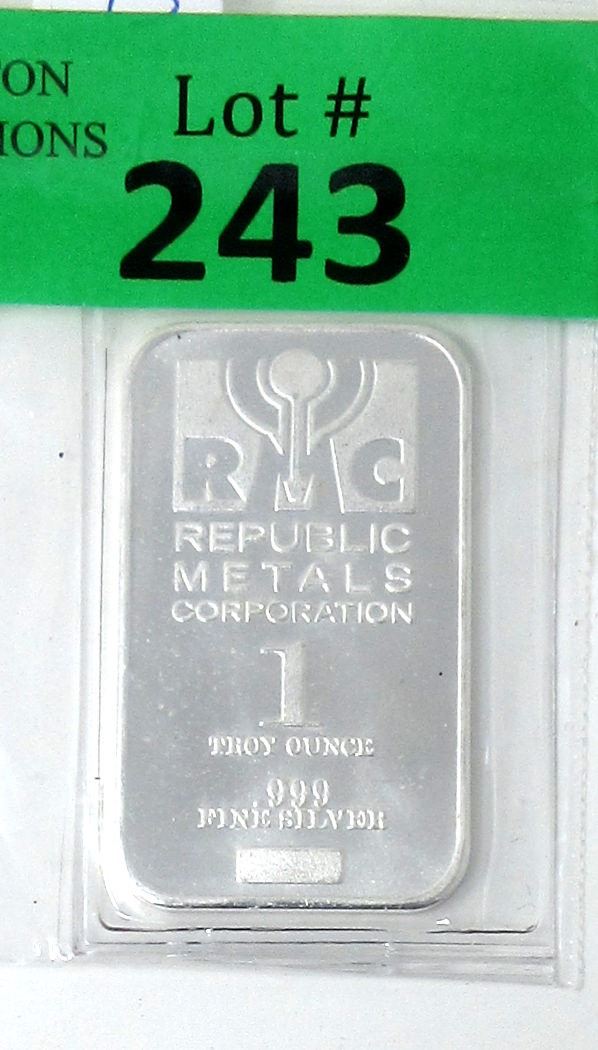 ON
IONS
Lot #
243
RMC
REPUBLIC
METALS
CORPORATION
1
TROY OUNCE
.999
FINE SILVER